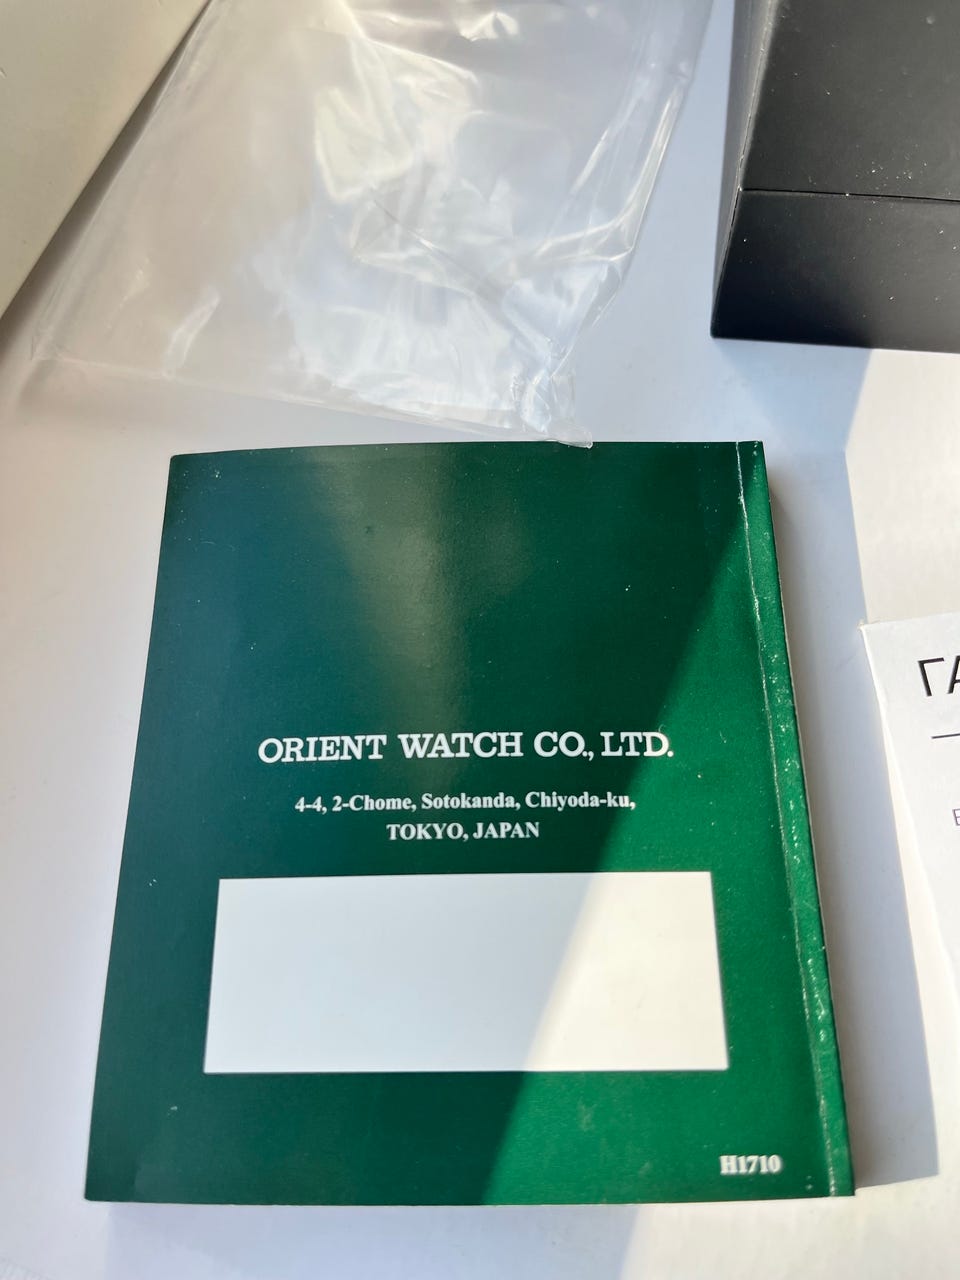 ORIENT WATCH CO., LTD.
4-4, 2-Chome, Sotokanda, Chiyoda-ku,
TOKYO, JAPAN
H1710